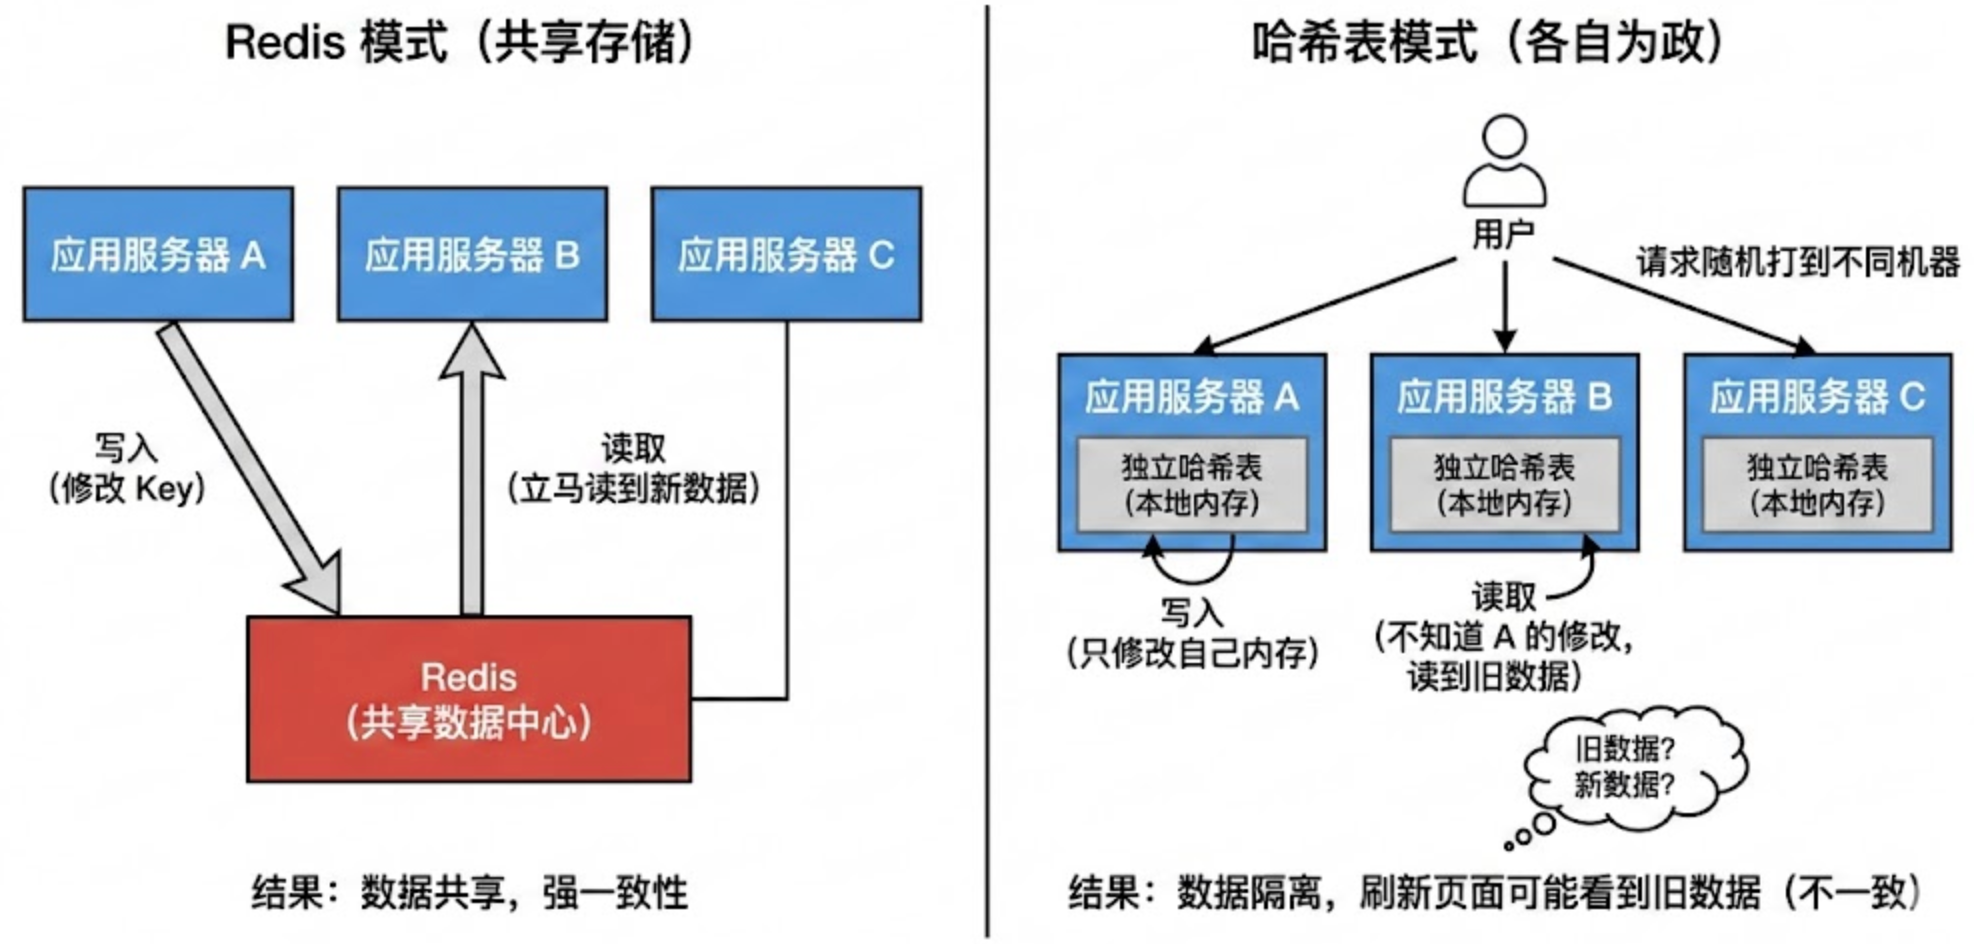 Redis 模式（共享存储）
应用服务器 A
应用服务器 B
应用服务器 C
写入
（修改 Key）
读取
（立马读到新数据）
Redis
（共享数据中心）
结果：数据共享，强一致性
哈希表模式（各自为政）
用户
请求随机打到不同机器
应用服务器 A
独立哈希表
（本地内存）
应用服务器 B
独立哈希表
（本地内存）
应用服务器 C
独立哈希表
（本地内存）
写入
（只修改自己内存）
读取
（不知道 A 的修改，
读到旧数据）
旧数据？
新数据？
结果：数据隔离，刷新页面可能看到旧数据（不一致）